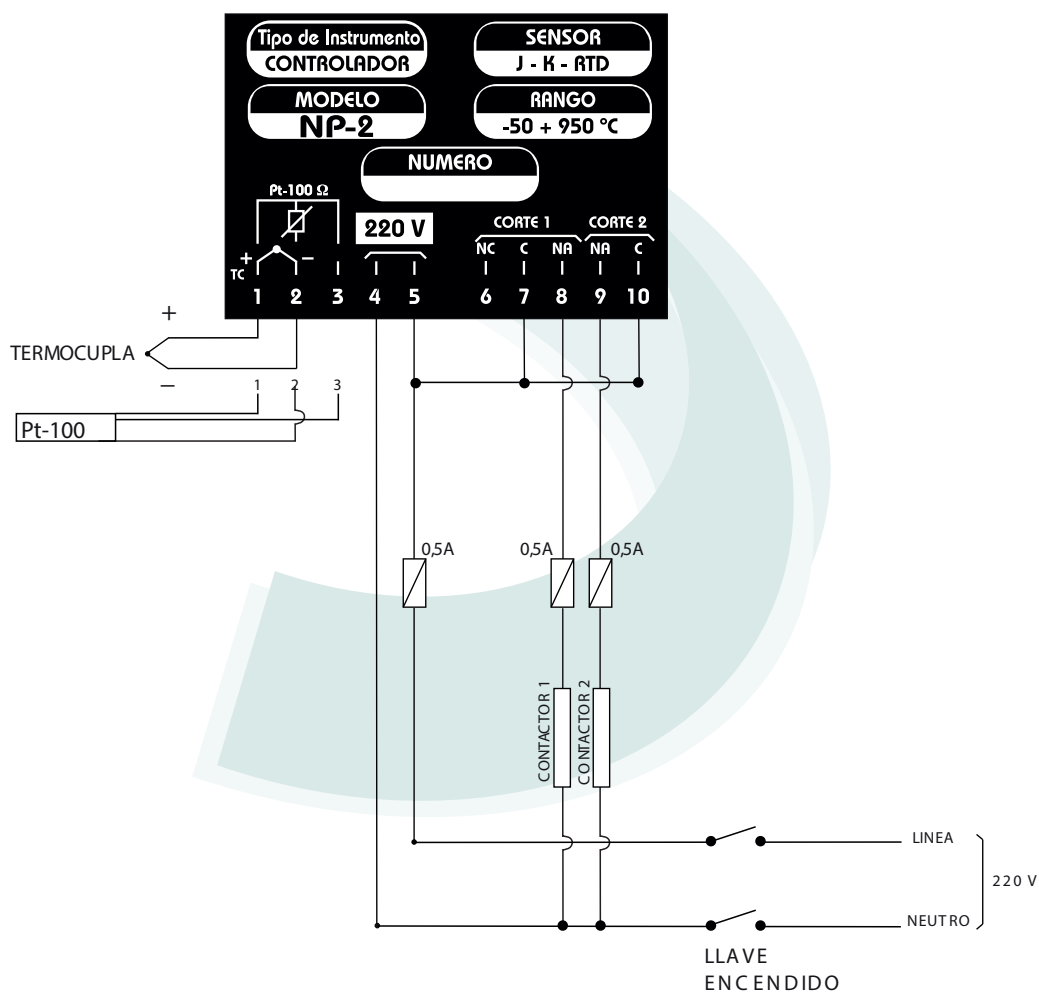 Tipo de Instrumento
CONTROLADOR
SENSOR
J - K - RTD
MODELO
NP-2
RANGO
-50 + 950 °C
NUMERO
Pt-100 Ω
220 V
CORTE 1
CORTE 2
NC C NA NA C
+ −
TC
1 2 3 4 5 6 7 8 9 10
+
TERMOCUPLA
−
1 2 3
Pt-100
0,5A 0,5A 0,5A
CONTACTOR 1
CONTACTOR 2
LINEA
220 V
NEUTRO
LLAVE
ENCENDIDO